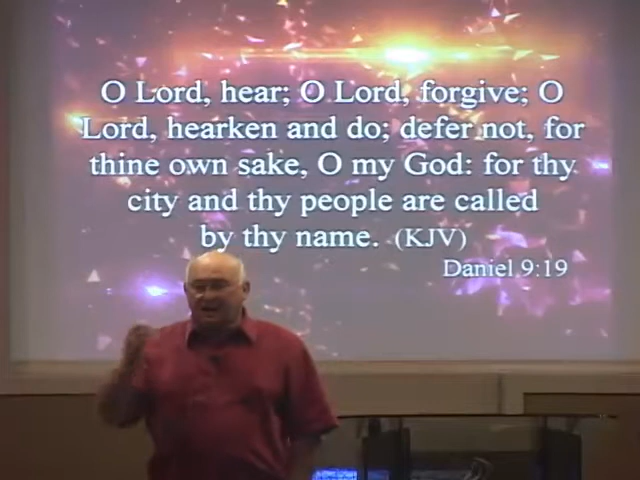 O Lord, hear; O Lord, forgive; O
Lord, hearken and do; defer not, for
thine own sake, O my God: for thy
city and thy people are called
by thy name. (KJV)
Daniel 9:19